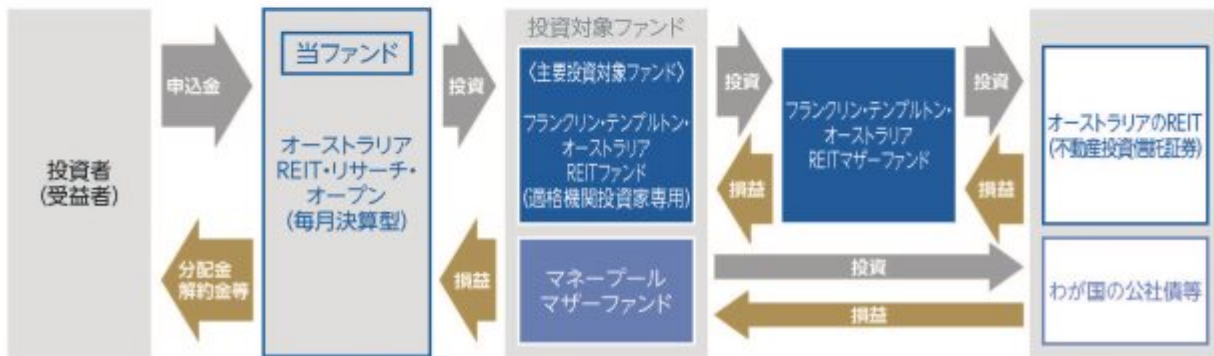 投資者
(受益者)
申込金
分配金
解約金等
当ファンド
オーストラリア
REIT・リサーチ・
オープン
(毎月決算型)
投資
損益
投資対象ファンド
〈主要投資対象ファンド〉
フランクリン・テンプルトン・
オーストラリア
REITファンド
(適格機関投資家専用)
マネープール
マザーファンド
投資
損益
フランクリン・テンプルトン・
オーストラリア
REITマザーファンド
投資
損益
投資
損益
オーストラリアのREIT
(不動産投資信託証券)
わが国の公社債等